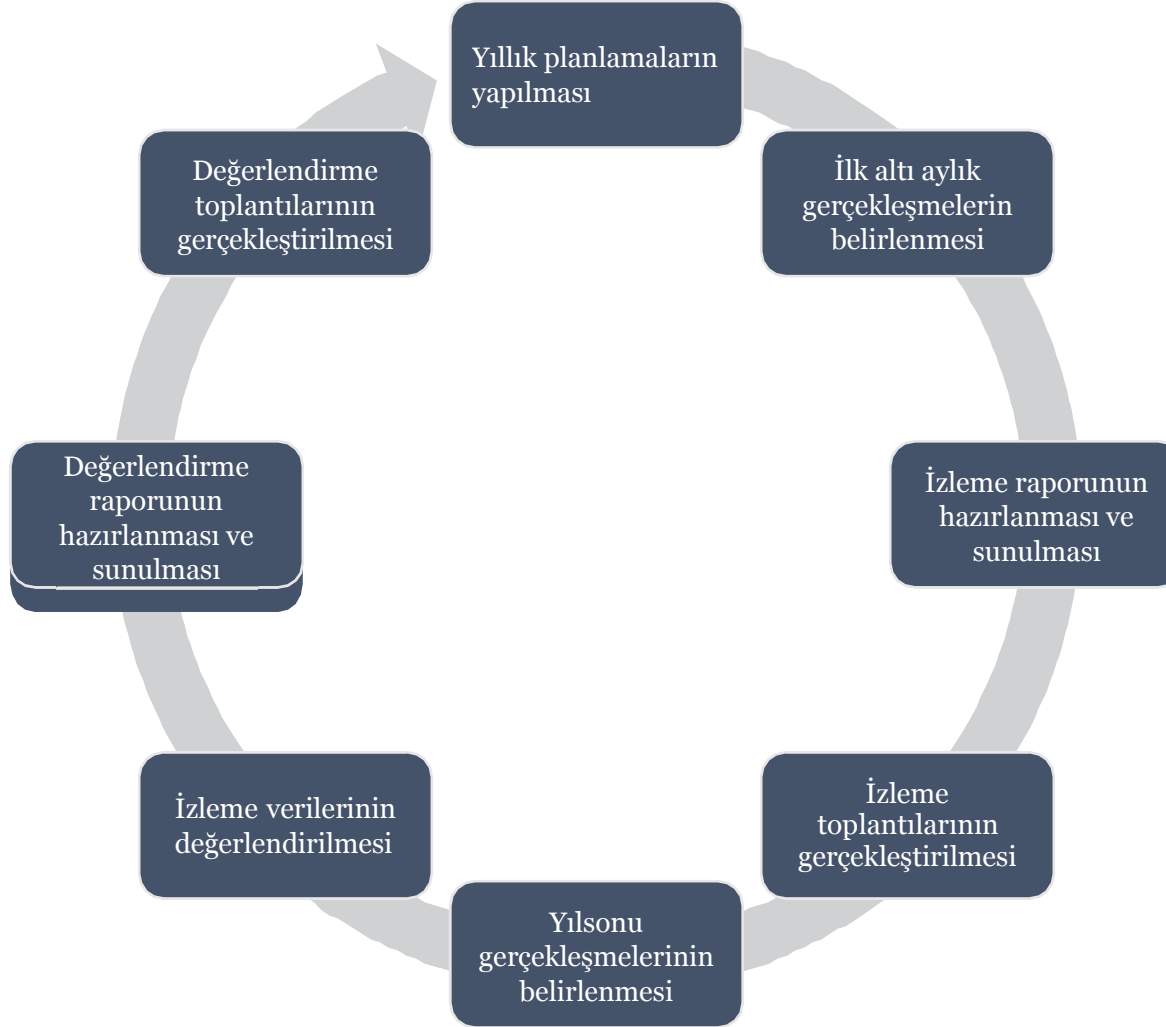 Yıllık planlamaların
yapılması
İlk altı aylık
gerçekleşmelerin
belirlenmesi
İzleme raporunun
hazırlanması ve
sunulması
İzleme
toplantılarının
gerçekleştirilmesi
Yılsonu
gerçekleşmelerinin
belirlenmesi
İzleme verilerinin
değerlendirilmesi
Değerlendirme
raporunun
hazırlanması ve
sunulması
Değerlendirme
toplantılarının
gerçekleştirilmesi